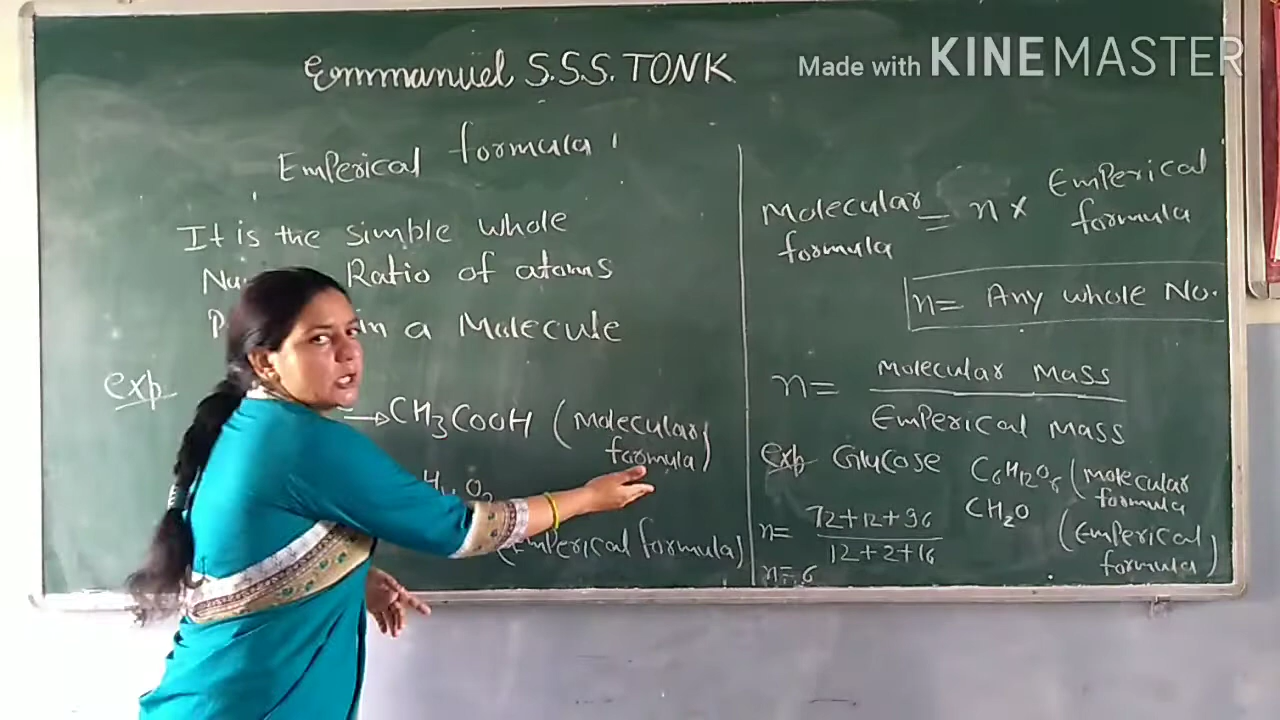 Emmanuel S.S.S. TONK
Made with KINEMASTER
Emperical formula
It is the simble whole
Ratio of atoms
in a Molecule
exp
→CH3COOH (Molecular
formula)
(Emperical formula)
Molecular = n x Emperical
formula formula
n= Any whole No.
n= Molecular Mass
Emperical Mass
exp Glucose C6H12O6 (Molecular
formula
CH2O (Emperical
formula)
n= 72+12+96
12+2+16
n= 6